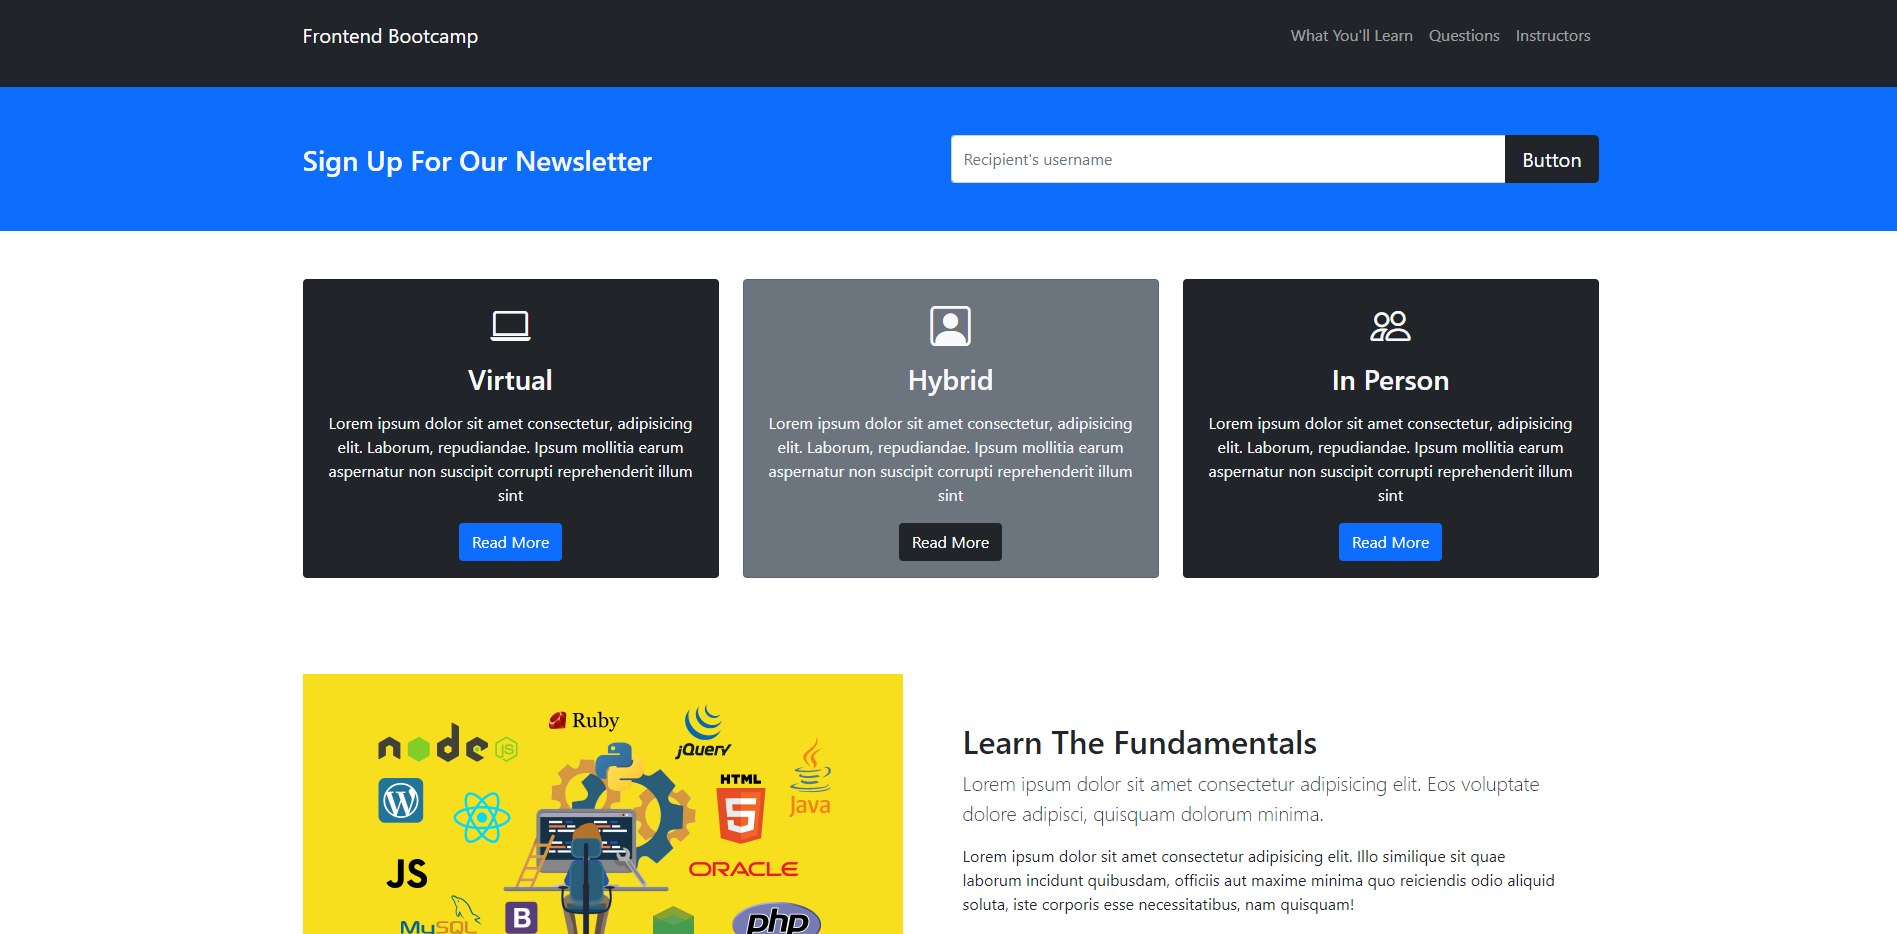 Frontend Bootcamp
What You'll Learn Questions Instructors
Sign Up For Our Newsletter
Recipient's username
Button
Virtual
Lorem ipsum dolor sit amet consectetur, adipisicing
elit. Laborum, repudiandae. Ipsum mollitia earum
aspernatur non suscipit corrupti reprehenderit illum
sint
Read More
Hybrid
Lorem ipsum dolor sit amet consectetur, adipisicing
elit. Laborum, repudiandae. Ipsum mollitia earum
aspernatur non suscipit corrupti reprehenderit illum
sint
Read More
In Person
Lorem ipsum dolor sit amet consectetur, adipisicing
elit. Laborum, repudiandae. Ipsum mollitia earum
aspernatur non suscipit corrupti reprehenderit illum
sint
Read More
Ruby
jQuery
node JS
HTML
5
Java
W
JS
ORACLE
MySQL
B
php
Learn The Fundamentals
Lorem ipsum dolor sit amet consectetur adipisicing elit. Eos voluptate
dolore adipisci, quisquam dolorum minima.
Lorem ipsum dolor sit amet consectetur adipisicing elit. Illo similique sit quae
laborum incidunt quibusdam, officiis aut maxime minima quo reiciendis odio aliquid
soluta, iste corporis esse necessitatibus, nam quisquam!